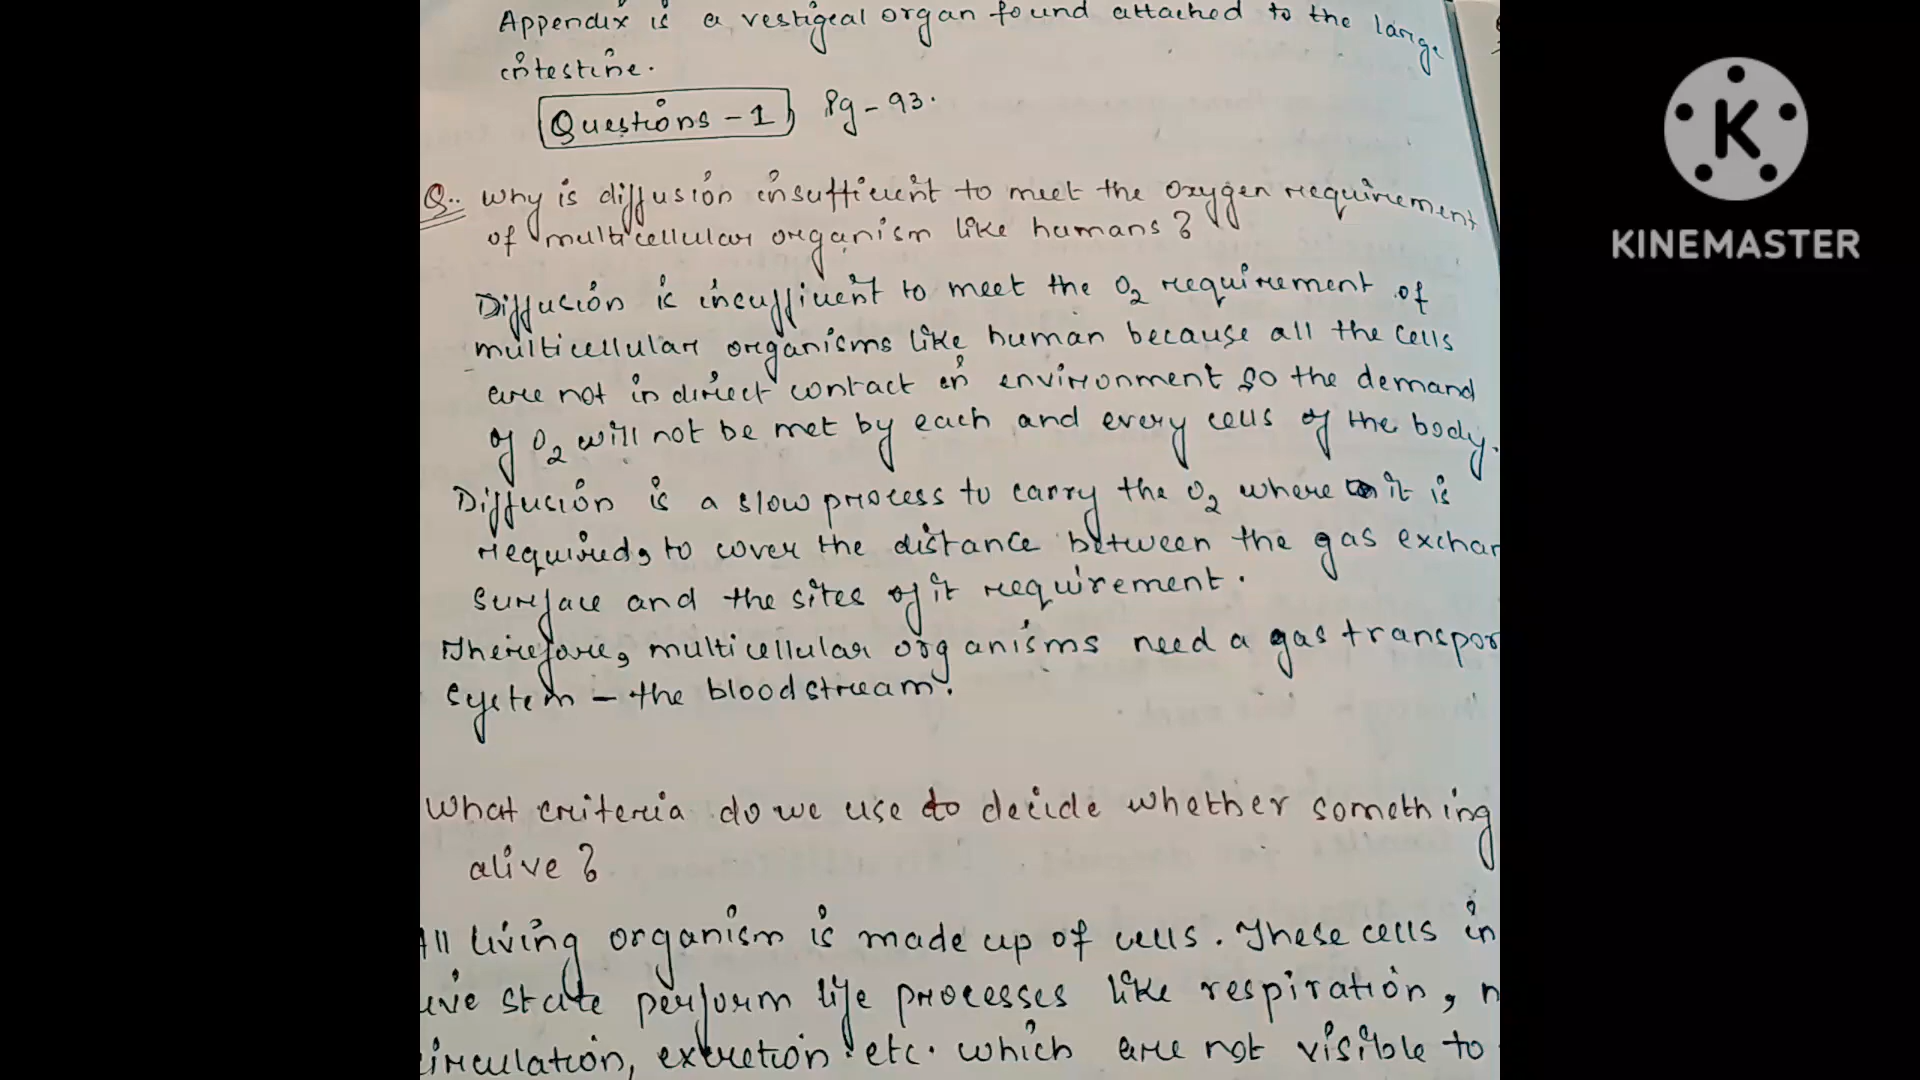 Appendix is a vestigeal organ found attached to the large
intestine.
Questions - 1 Pg - 93.
Q.. Why is diffusion insufficient to meet the oxygen requirement
of multicellular organism like humans?
Diffusion is insufficient to meet the O2 requirement of
multicellular organisms like human because all the cells
are not in direct contact in environment so the demand
of O2 will not be met by each and every cells of the body.
Diffusion is a slow process to carry the O2 where it is
required, to cover the distance between the gas exchan
surface and the sites of it requirement.
Therefore, multicellular organisms need a gas transpor
system - the bloodstream.
What criteria do we use to decide whether something
alive?
All living organism is made up of cells. These cells in
state perform life processes like respiration, n
circulation, excretion etc. which are not visible to
K
KINEMASTER